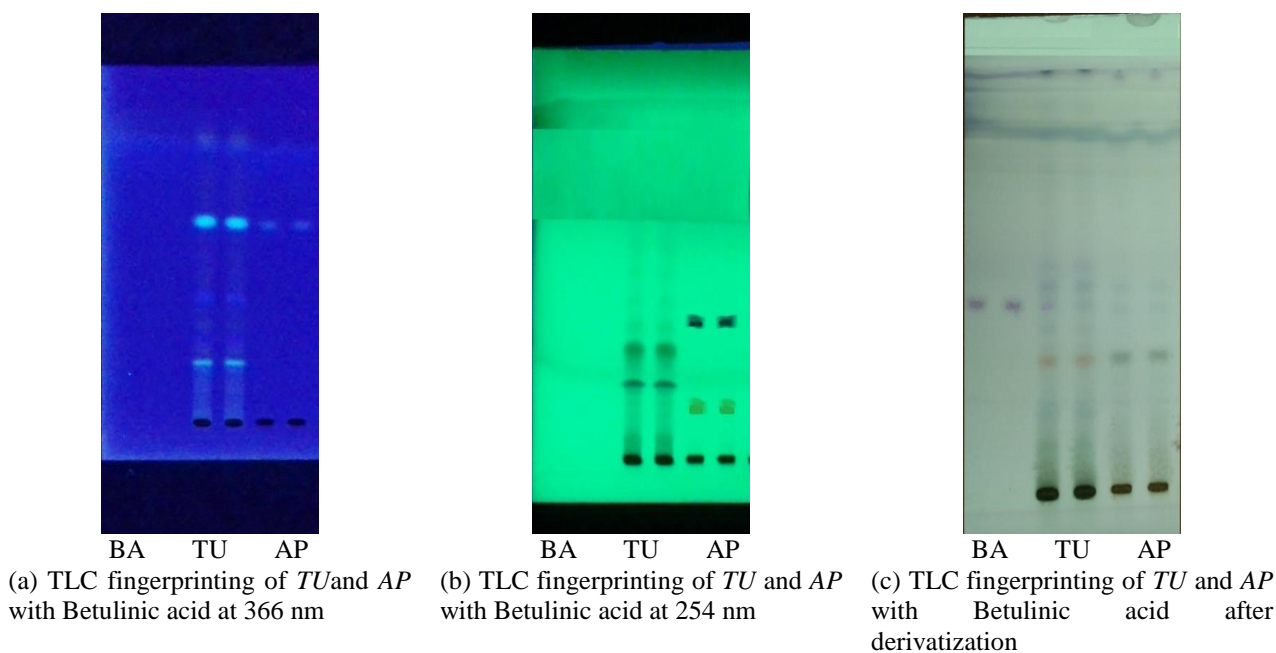 BA TU AP
(a) TLC fingerprinting of TUand AP
with Betulinic acid at 366 nm
BA TU AP
(b) TLC fingerprinting of TU and AP
with Betulinic acid at 254 nm
BA TU AP
(c) TLC fingerprinting of TU and AP
with Betulinic acid after
derivatization